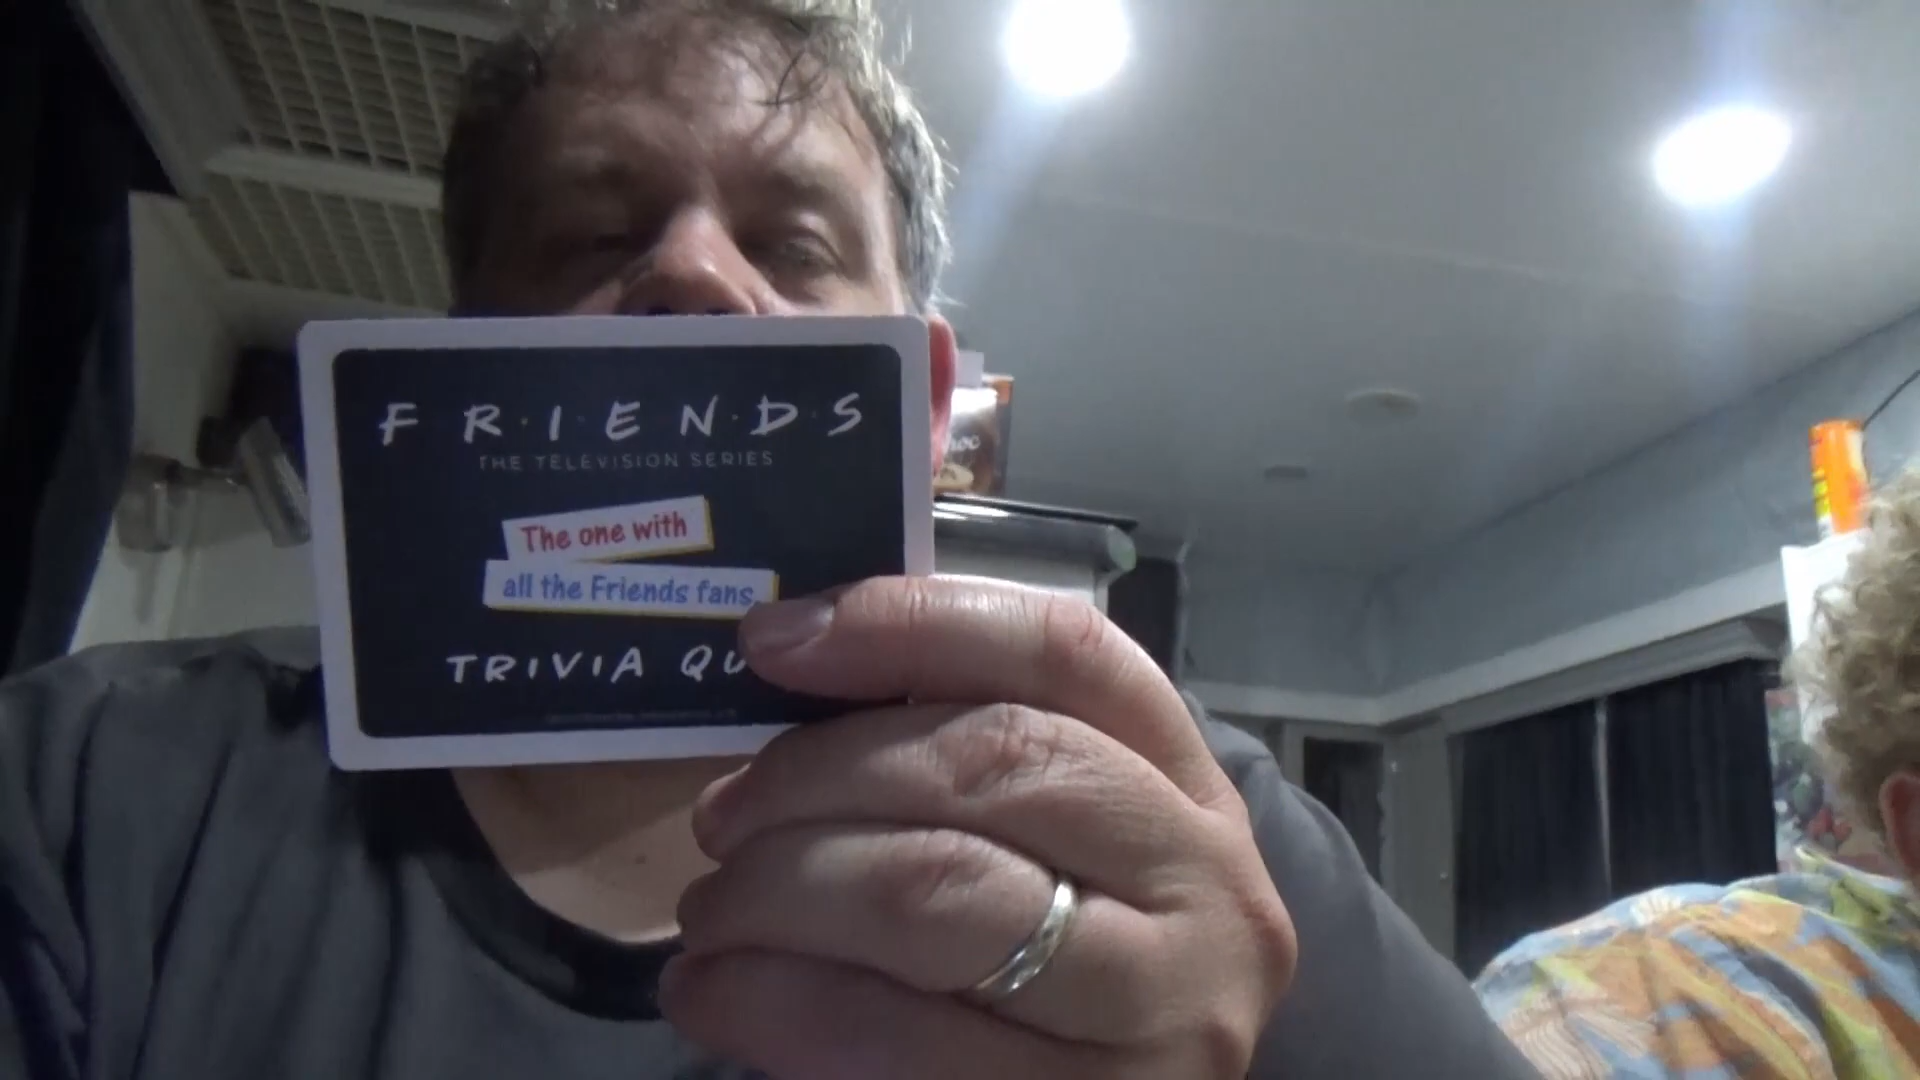 F R·I·E N·D·S
THE TELEVISION SERIES
The one with
all the Friends fans.
TRIVIA QU